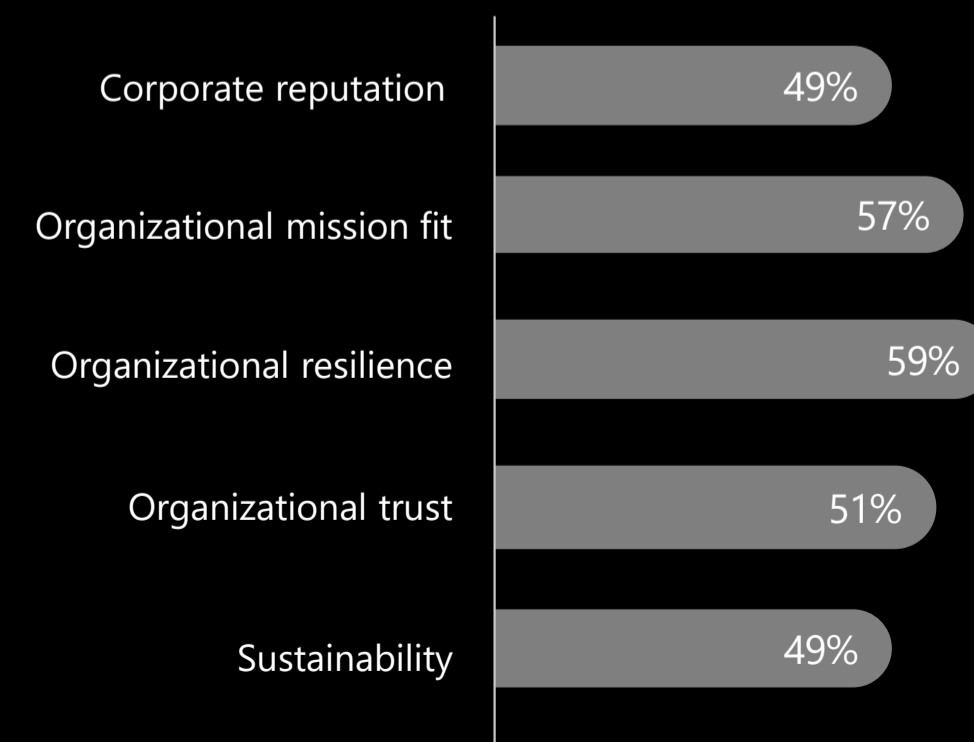 Corporate reputation 49%
Organizational mission fit 57%
Organizational resilience 59%
Organizational trust 51%
Sustainability 49%